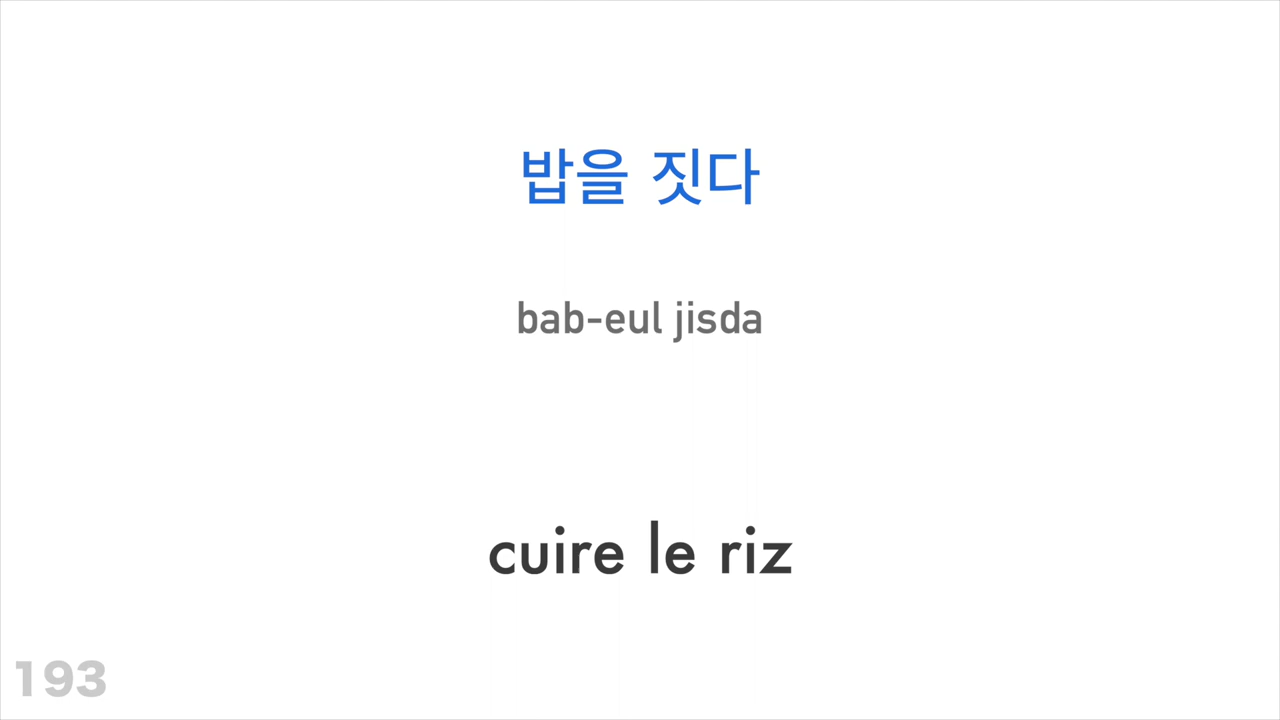 밥을 짓다
bab-eul jisda
cuire le riz
193